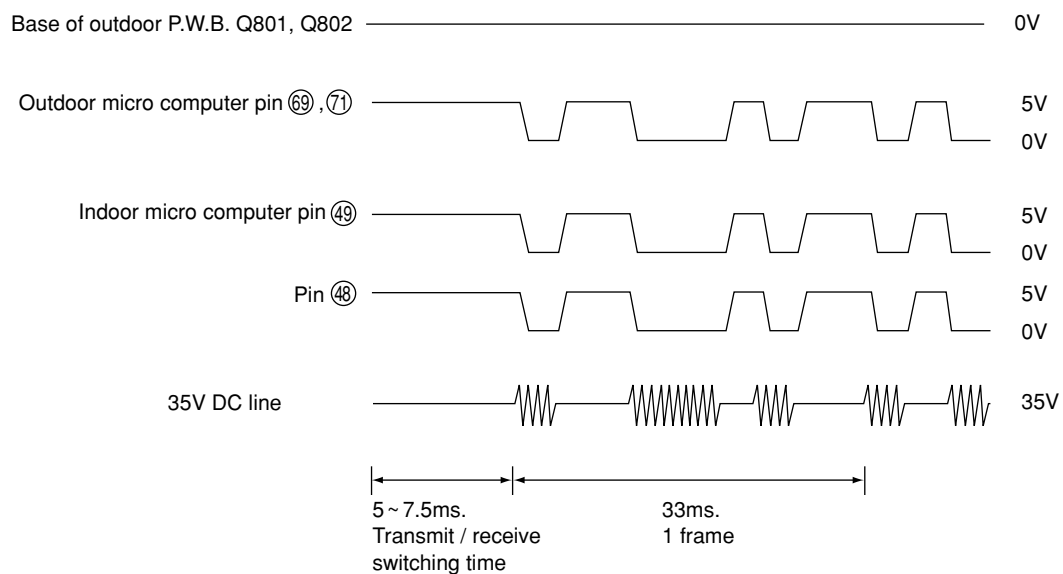 Base of outdoor P.W.B. Q801, Q802
0V
Outdoor micro computer pin ㊿69 , 71
5V
0V
Indoor micro computer pin 49
5V
0V
Pin 48
5V
0V
35V DC line
35V
5 ~ 7.5ms.
Transmit / receive
switching time
33ms.
1 frame